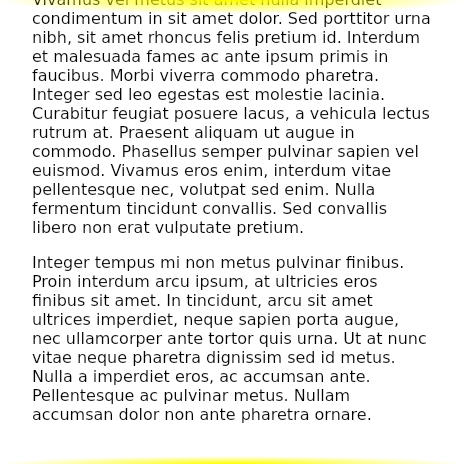 Vivamus vel metus sit amet nulla imperdiet
condimentum in sit amet dolor. Sed porttitor urna
nibh, sit amet rhoncus felis pretium id. Interdum
et malesuada fames ac ante ipsum primis in
faucibus. Morbi viverra commodo pharetra.
Integer sed leo egestas est molestie lacinia.
Curabitur feugiat posuere lacus, a vehicula lectus
rutrum at. Praesent aliquam ut augue in
commodo. Phasellus semper pulvinar sapien vel
euismod. Vivamus eros enim, interdum vitae
pellentesque nec, volutpat sed enim. Nulla
fermentum tincidunt convallis. Sed convallis
libero non erat vulputate pretium.
Integer tempus mi non metus pulvinar finibus.
Proin interdum arcu ipsum, at ultricies eros
finibus sit amet. In tincidunt, arcu sit amet
ultrices imperdiet, neque sapien porta augue,
nec ullamcorper ante tortor quis urna. Ut at nunc
vitae neque pharetra dignissim sed id metus.
Nulla a imperdiet eros, ac accumsan ante.
Pellentesque ac pulvinar metus. Nullam
accumsan dolor non ante pharetra ornare.